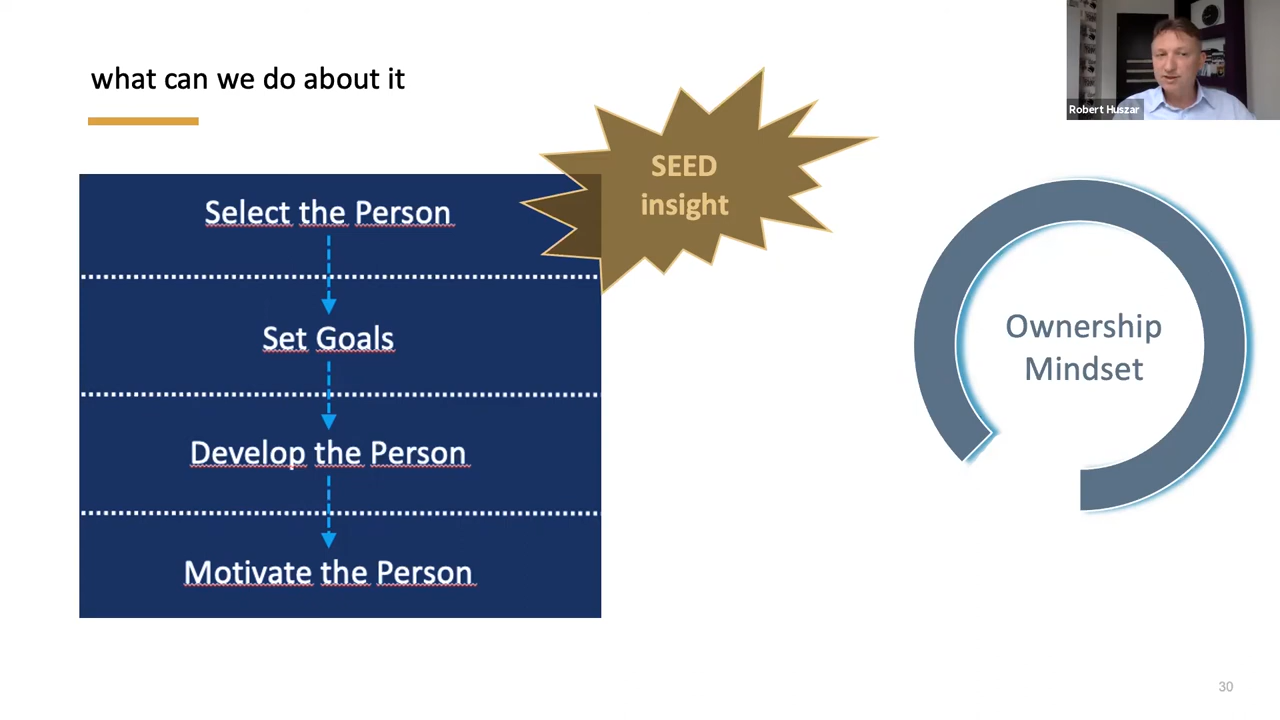 what can we do about it
Robert Huszar
SEED
insight
Select the Person
Set Goals
Develop the Person
Motivate the Person
Ownership
Mindset
30